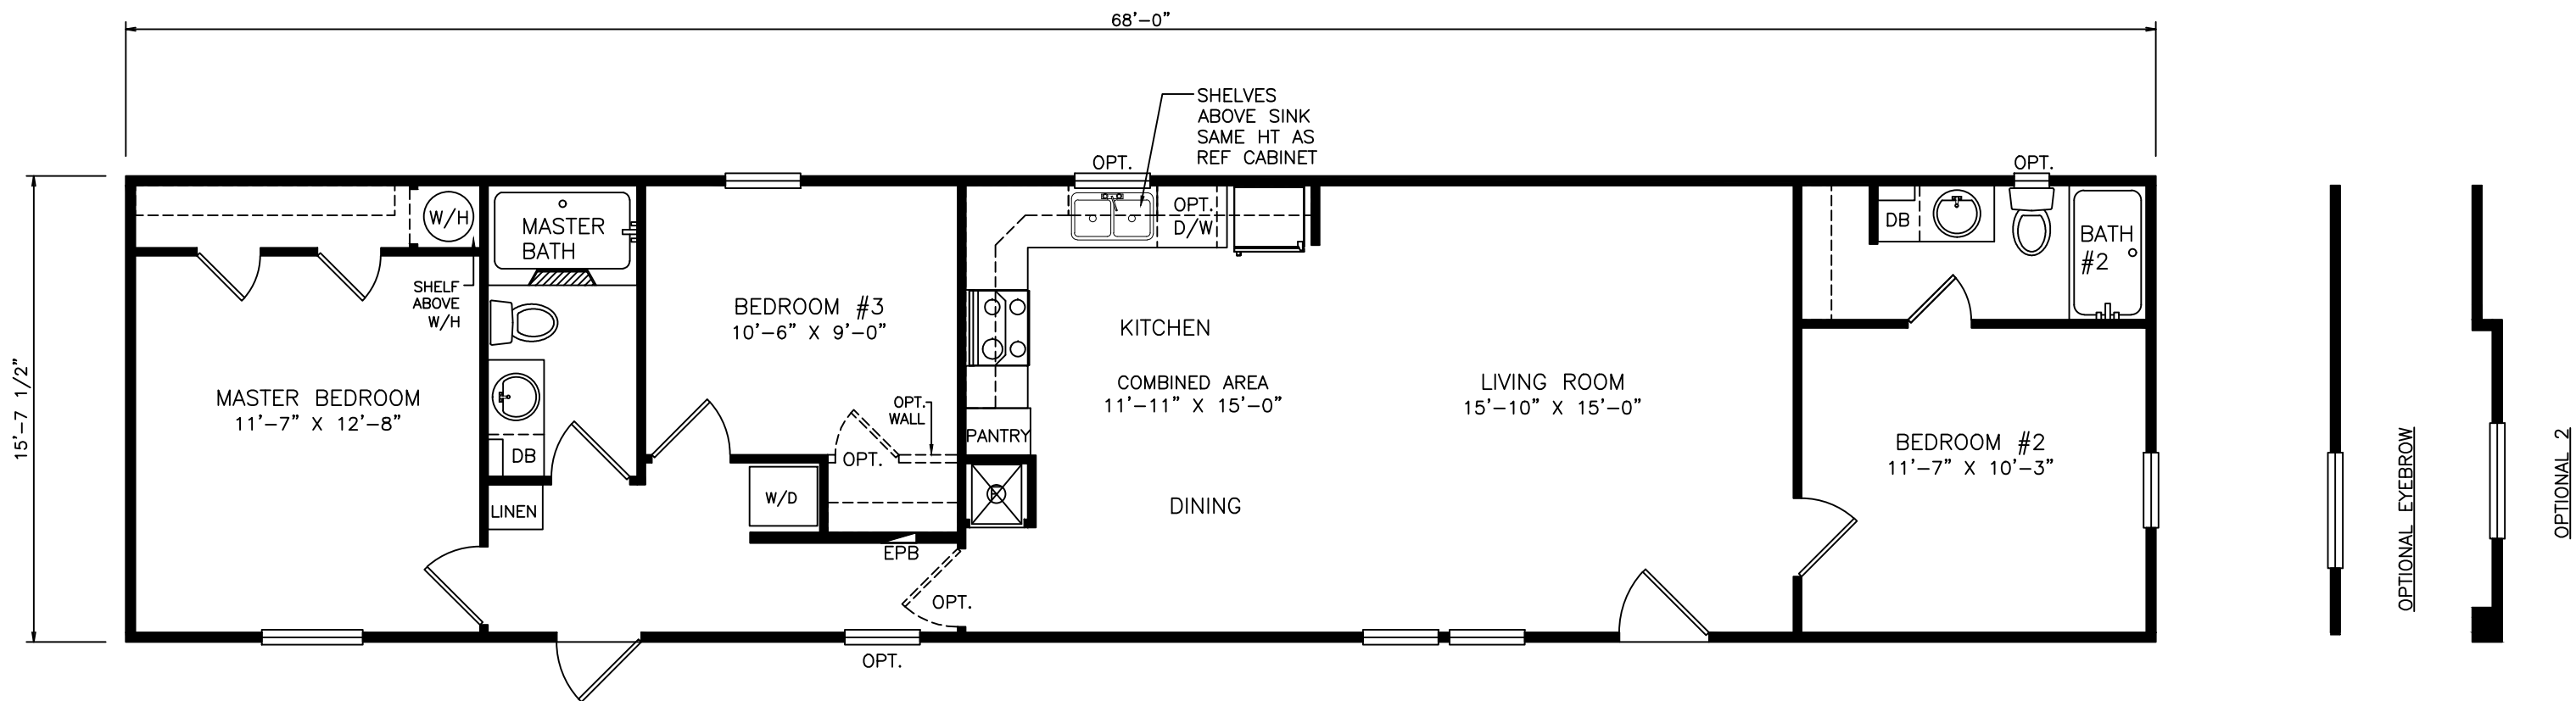 68'-0"
SHELVES
ABOVE SINK
SAME HT AS
REF CABINET
OPT.
OPT.
15'-7 1/2"
W/H
SHELF
ABOVE
W/H
MASTER
BATH
OPT.
D/W
DB
BATH
#2
BEDROOM #3
10'-6" X 9'-0"
KITCHEN
MASTER BEDROOM
11'-7" X 12'-8"
COMBINED AREA
11'-11" X 15'-0"
LIVING ROOM
15'-10" X 15'-0"
OPT.
WALL
PANTRY
BEDROOM #2
11'-7" X 10'-3"
DB
OPT.
LINEN
W/D
DINING
EPB
OPT.
OPT.
OPTIONAL EYEBROW
OPTIONAL 2